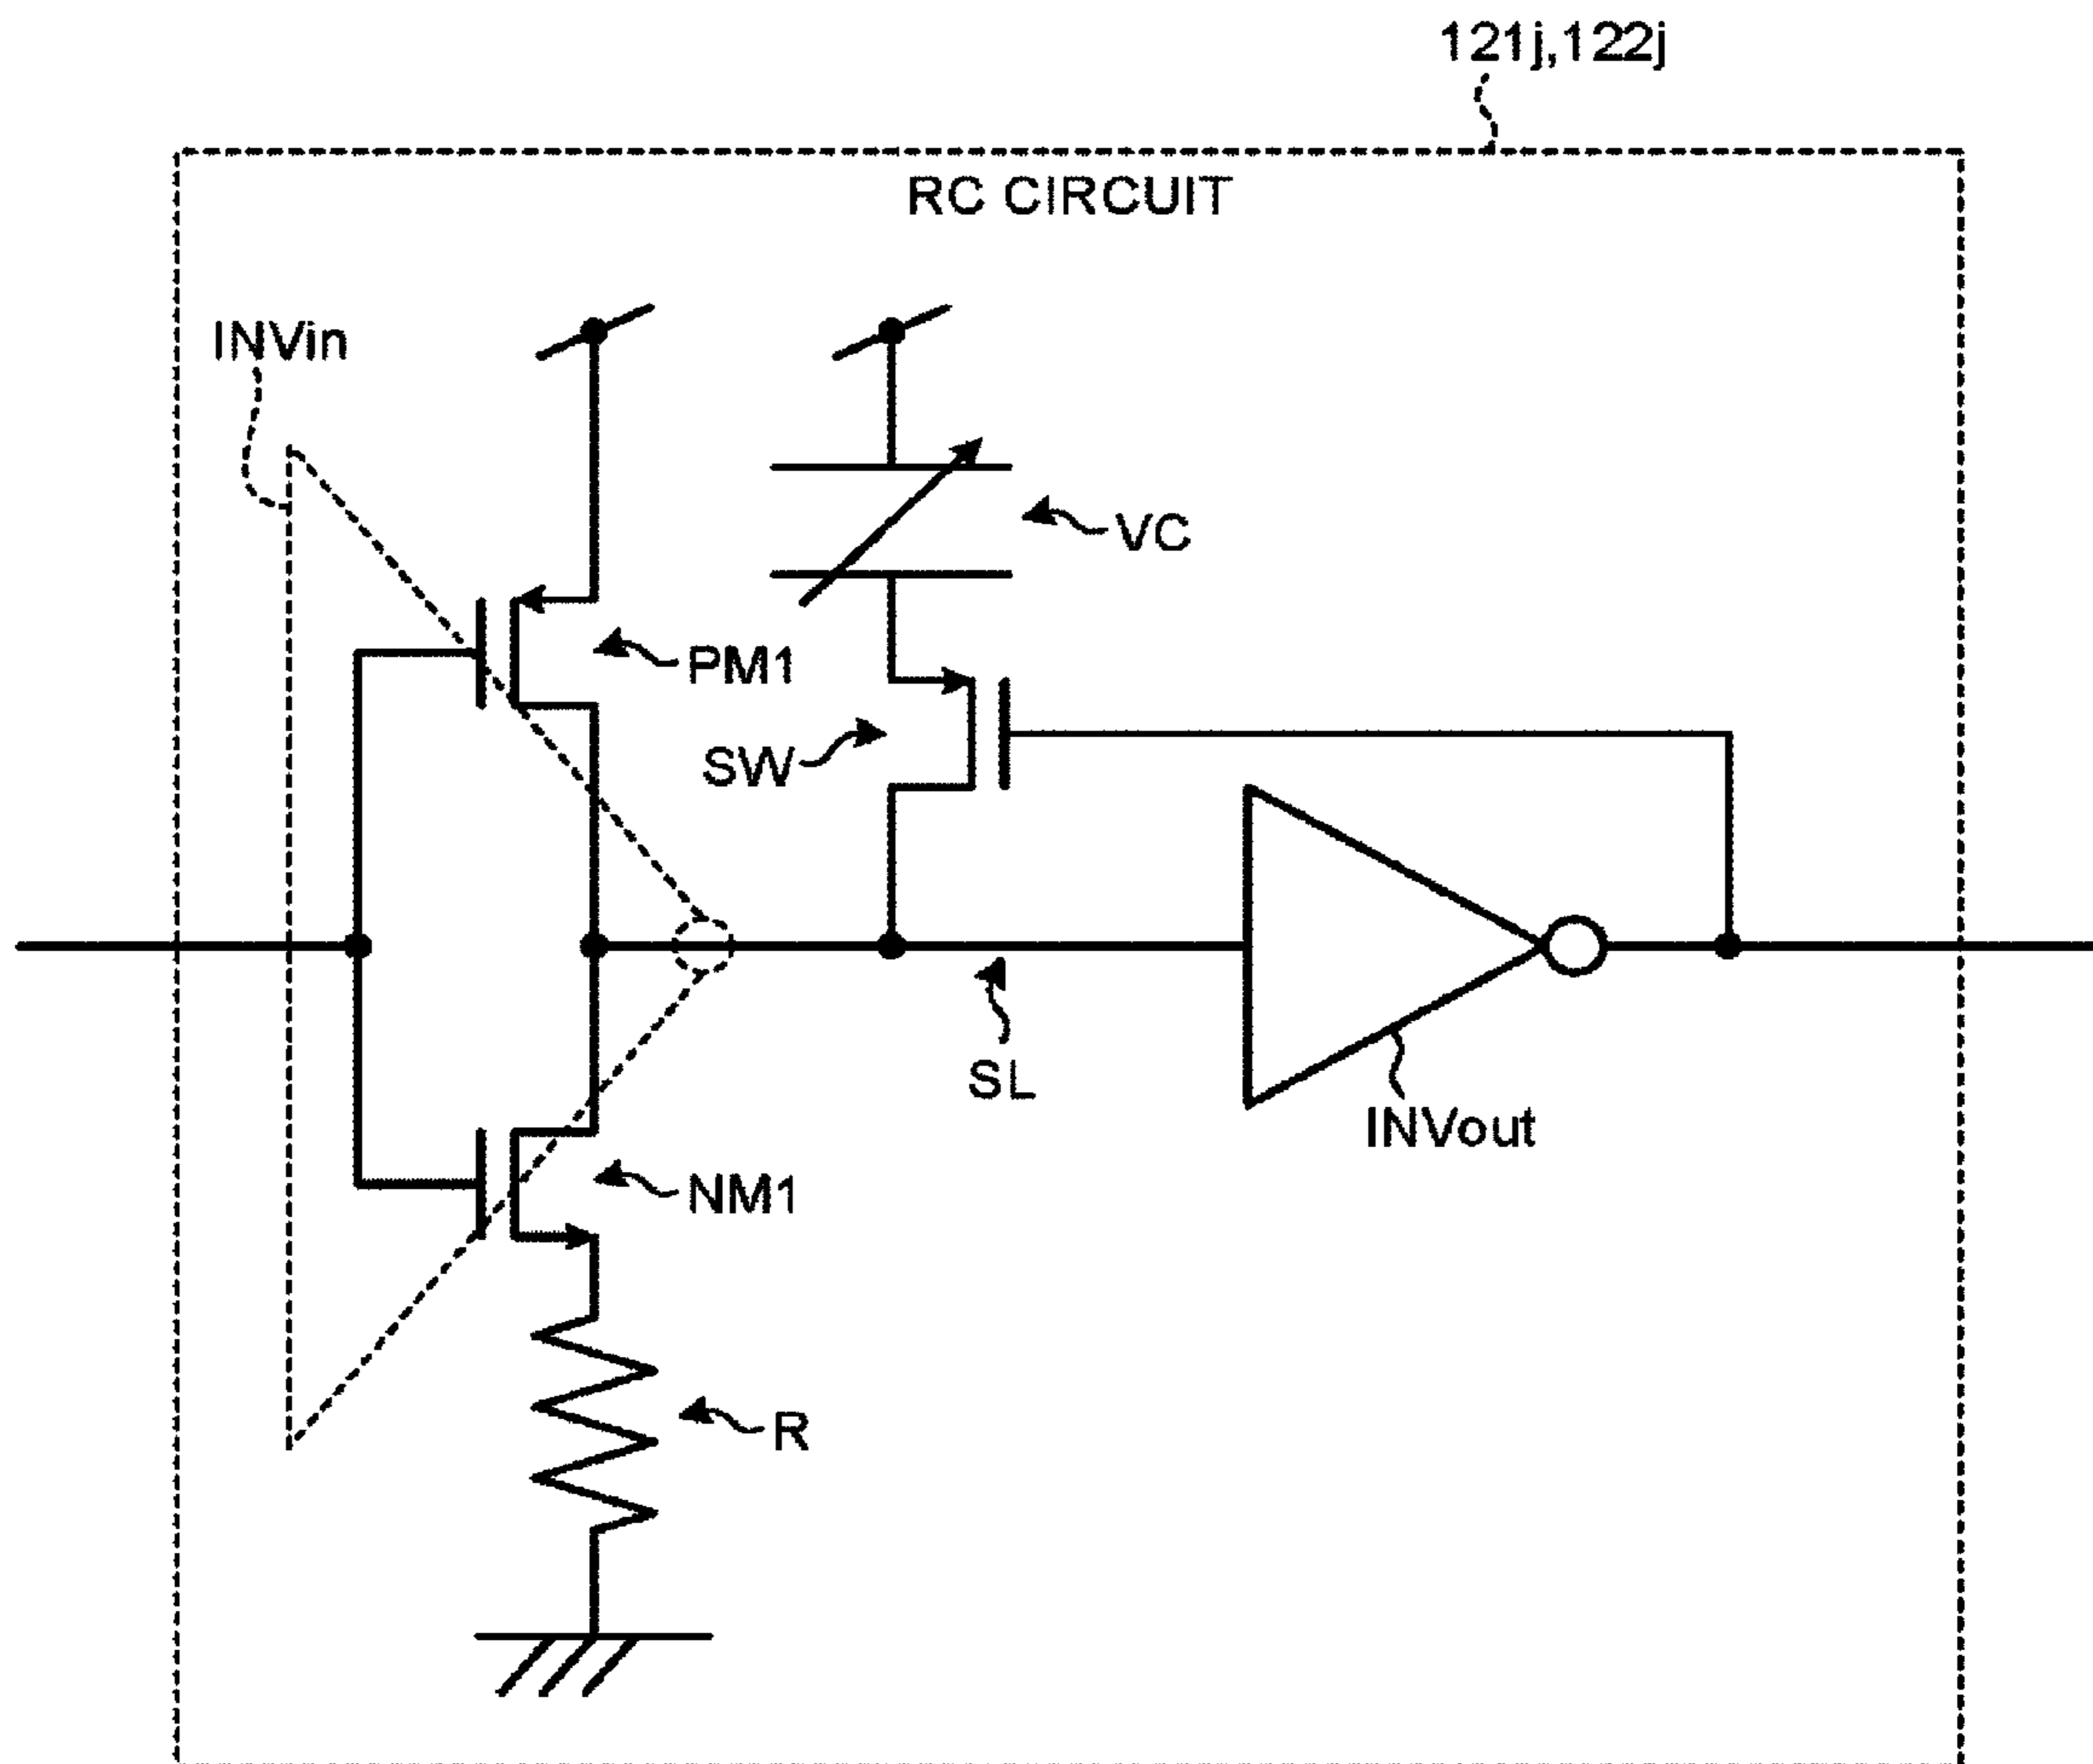 121j,122j
RC CIRCUIT
INVin
VC
PM1
SW
SL
INVout
NM1
R